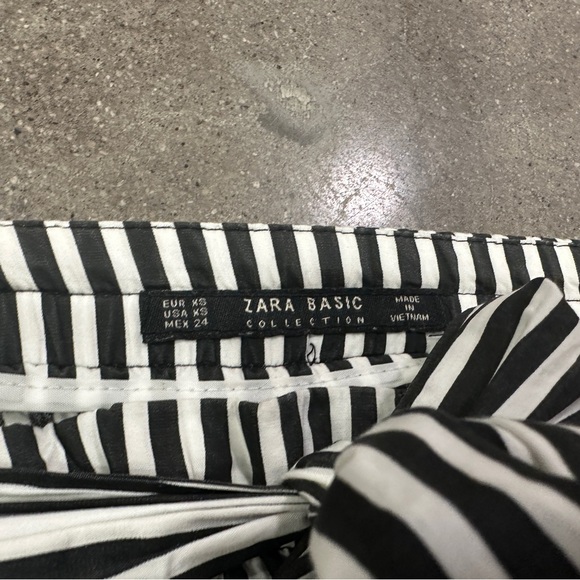 EUR XS
USA XS
MEX 24
ZARA BASIC
COLLECTION
MADE
IN
VIETNAM